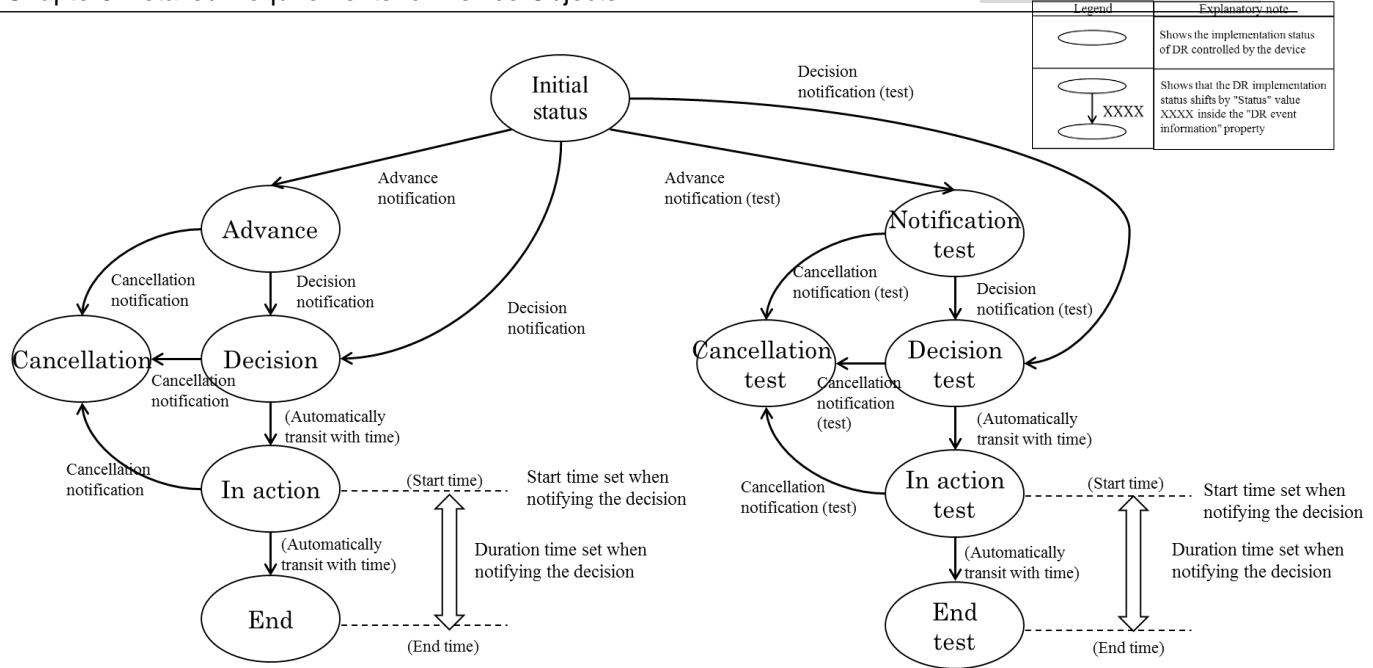 Legend
Explanatory note
Shows the implementation status
of DR controlled by the device
XXXX
Shows that the DR implementation
status shifts by "Status" value
XXXX inside the "DR event
information" property
Initial
status
Decision
notification (test)
Advance
notification
Advance
notification (test)
Advance
Notification
test
Cancellation
notification
Decision
notification
Decision
notification
Cancellation
notification (test)
Decision
notification (test)
Cancellation
Decision
Cancellation
notification
Cancellation
test
Decision
test
Cancellation
notification
(test)
(Automatically
transit with time)
(Automatically
transit with time)
Cancellation
notification
In action
(Start time)
Start time set when
notifying the decision
Cancellation
notification (test)
In action
test
(Start time)
Start time set when
notifying the decision
(Automatically
transit with time)
Duration time set when
notifying the decision
(Automatically
transit with time)
Duration time set when
notifying the decision
End
(End time)
End
test
(End time)